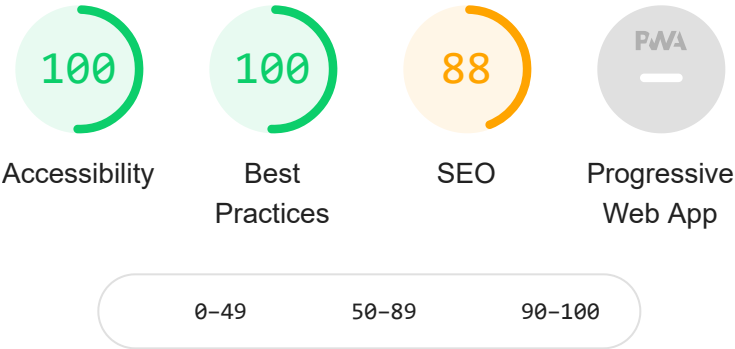 100
100
88
PWA
Accessibility
Best
Practices
SEO
Progressive
Web App
0–49
50–89
90–100